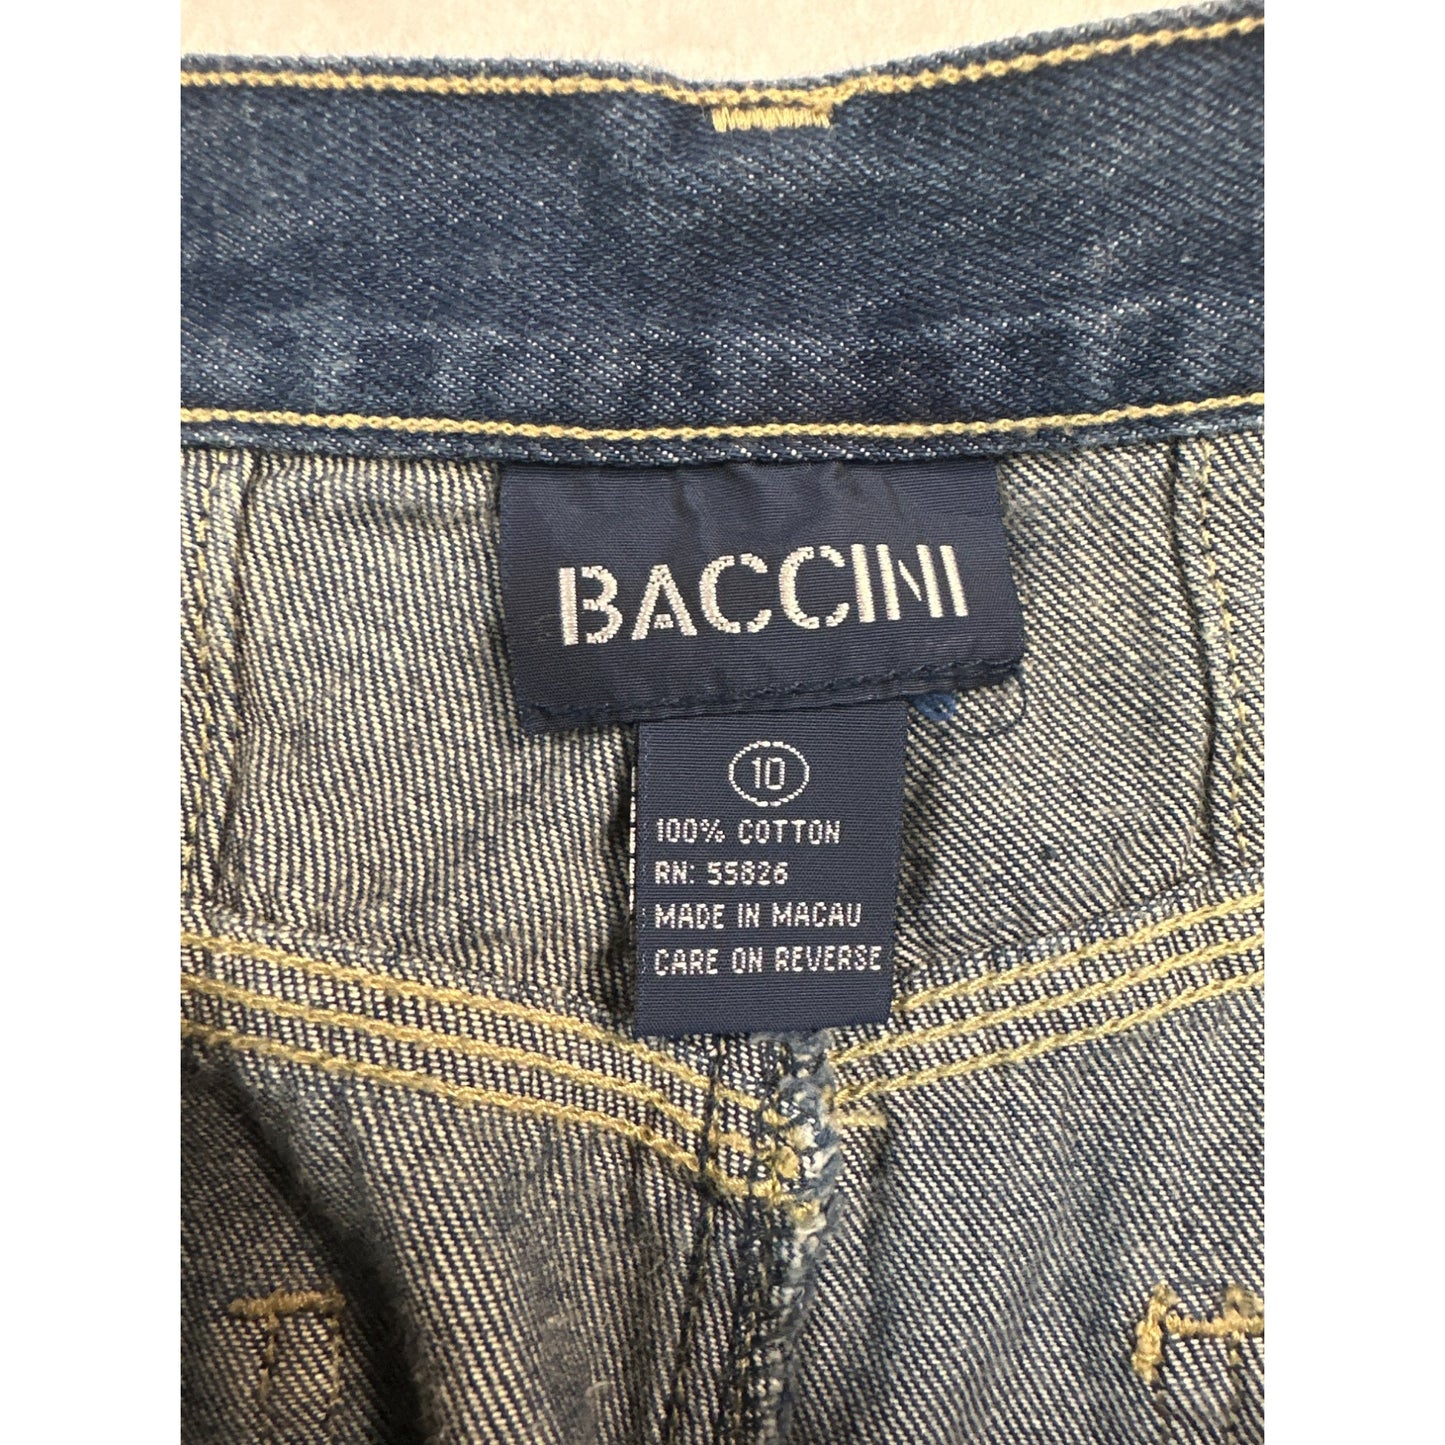 BACCINI
10
100% COTTON
RN: 55826
MADE IN MACAU
CARE ON REVERSE